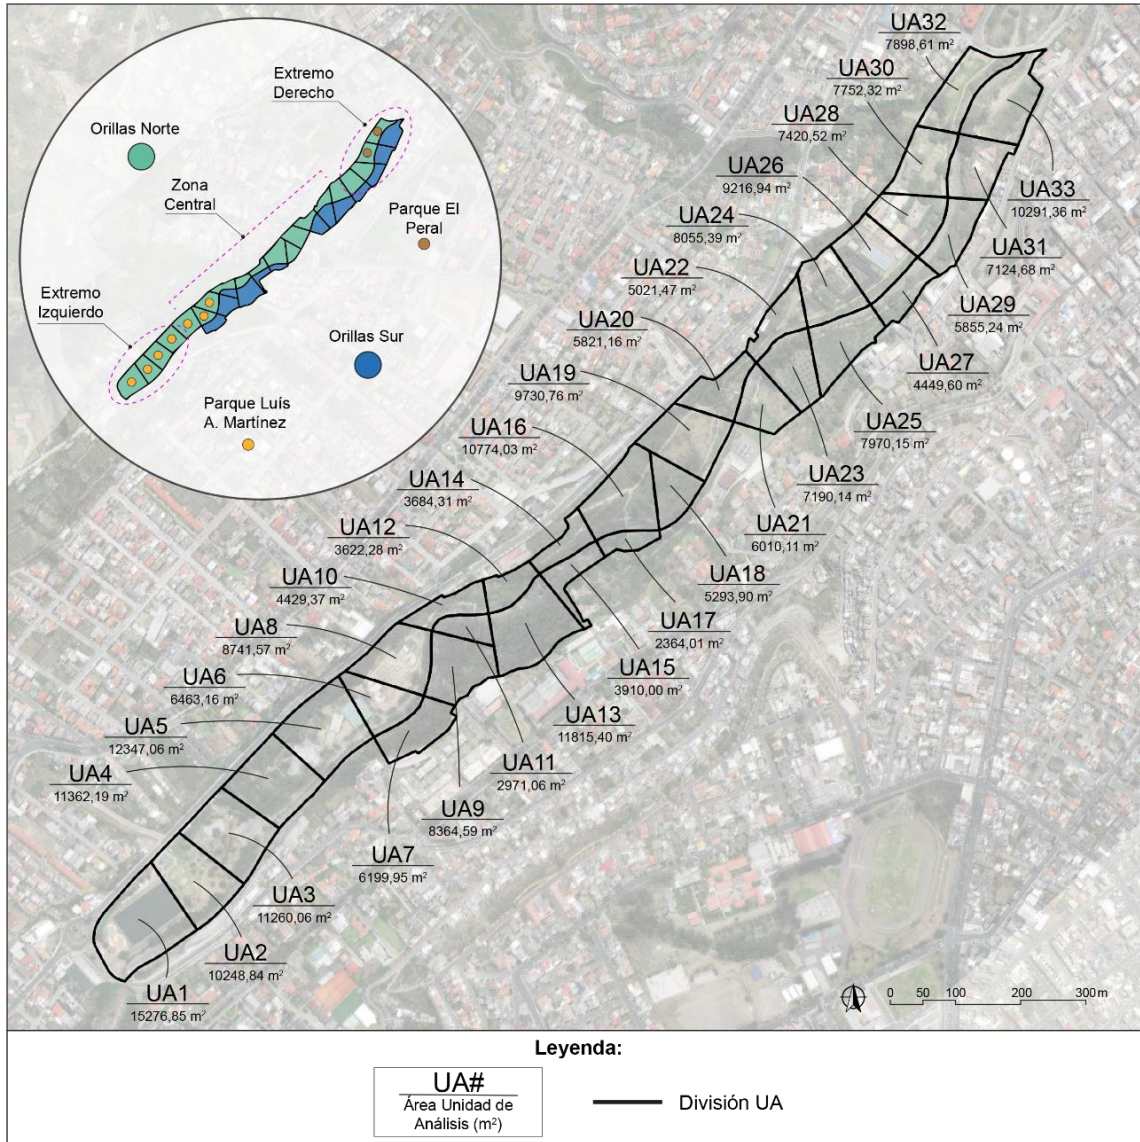 Extremo
Derecho
Orillas Norte
Zona
Central
Parque El
Peral
Extremo
Izquierdo
Orillas Sur
Parque Luís
A. Martínez
UA32
7898,61 m²
UA30
7752,32 m²
UA28
7420,52 m²
UA26
9216,94 m²
UA24
8055,39 m²
UA22
5021,47 m²
UA20
5821,16 m²
UA19
9730,76 m²
UA16
10774,03 m²
UA14
3684,31 m²
UA12
3622,28 m²
UA10
4429,37 m²
UA8
8741,57 m²
UA6
6463,16 m²
UA5
12347,06 m²
UA4
11362,19 m²
UA33
10291,36 m²
UA31
7124,68 m²
UA29
5855,24 m²
UA27
4449,60 m²
UA25
7970,15 m²
UA23
7190,14 m²
UA21
6010,11 m²
UA18
5293,90 m²
UA17
2364,01 m²
UA15
3910,00 m²
UA13
11815,40 m²
UA11
2971,06 m²
UA9
8364,59 m²
UA7
6199,95 m²
UA3
11260,06 m²
UA2
10248,84 m²
UA1
15276,85 m²
0 50 100 200 300 m
Leyenda:
UA#
Área Unidad de
Análisis (m²)
División UA